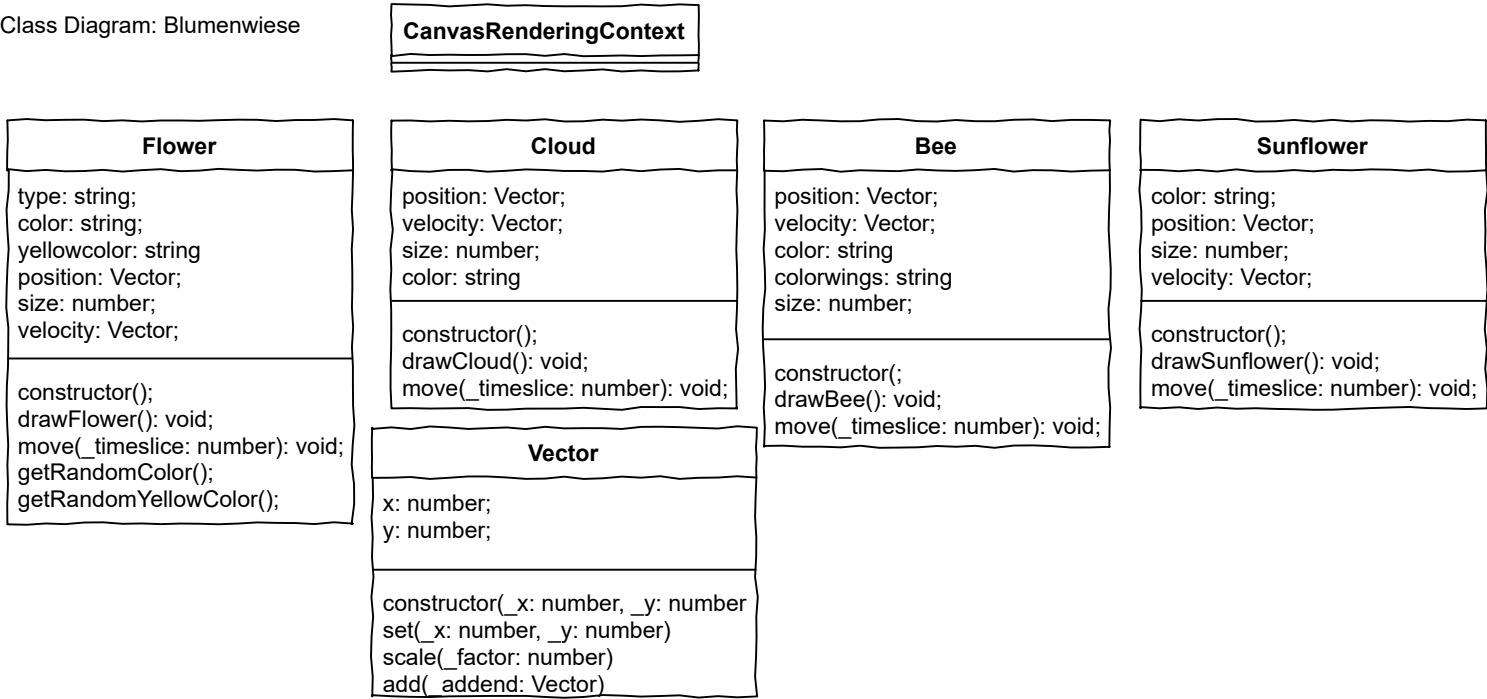 Class Diagram: Blumenwiese
CanvasRenderingContext
Flower
type: string;
color: string;
yellowcolor: string
position: Vector;
size: number;
velocity: Vector;
constructor();
drawFlower(): void;
move(_timeslice: number): void;
getRandomColor();
getRandomYellowColor();
Cloud
position: Vector;
velocity: Vector;
size: number;
color: string
constructor();
drawCloud(): void;
move(_timeslice: number): void;
Bee
position: Vector;
velocity: Vector;
color: string
colorwings: string
size: number;
constructor(;
drawBee(): void;
move(_timeslice: number): void;
Sunflower
color: string;
position: Vector;
size: number;
velocity: Vector;
constructor();
drawSunflower(): void;
move(_timeslice: number): void;
Vector
x: number;
y: number;
constructor(_x: number, _y: number
set(_x: number, _y: number)
scale(_factor: number)
add(_addend: Vector)